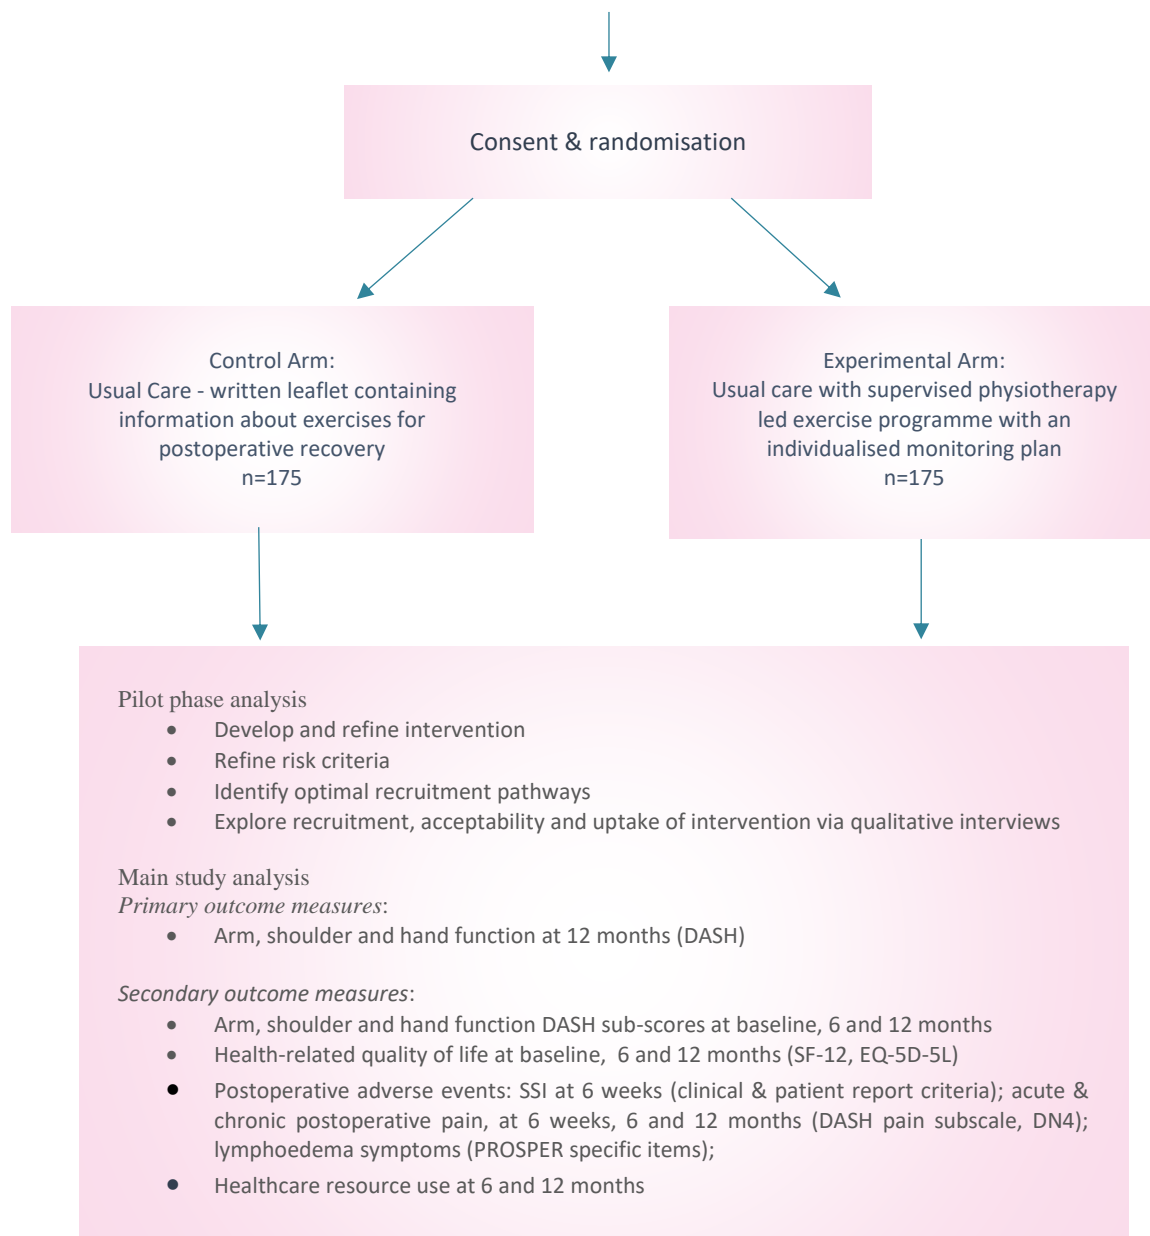 Consent & randomisation
Control Arm:
Usual Care - written leaflet containing
information about exercises for
postoperative recovery
n=175
Experimental Arm:
Usual care with supervised physiotherapy
led exercise programme with an
individualised monitoring plan
n=175
Pilot phase analysis
• Develop and refine intervention
• Refine risk criteria
• Identify optimal recruitment pathways
• Explore recruitment, acceptability and uptake of intervention via qualitative interviews
Main study analysis
Primary outcome measures:
• Arm, shoulder and hand function at 12 months (DASH)
Secondary outcome measures:
• Arm, shoulder and hand function DASH sub-scores at baseline, 6 and 12 months
• Health-related quality of life at baseline, 6 and 12 months (SF-12, EQ-5D-5L)
• Postoperative adverse events: SSI at 6 weeks (clinical & patient report criteria); acute &
chronic postoperative pain, at 6 weeks, 6 and 12 months (DASH pain subscale, DN4);
lymphoedema symptoms (PROSPER specific items);
• Healthcare resource use at 6 and 12 months